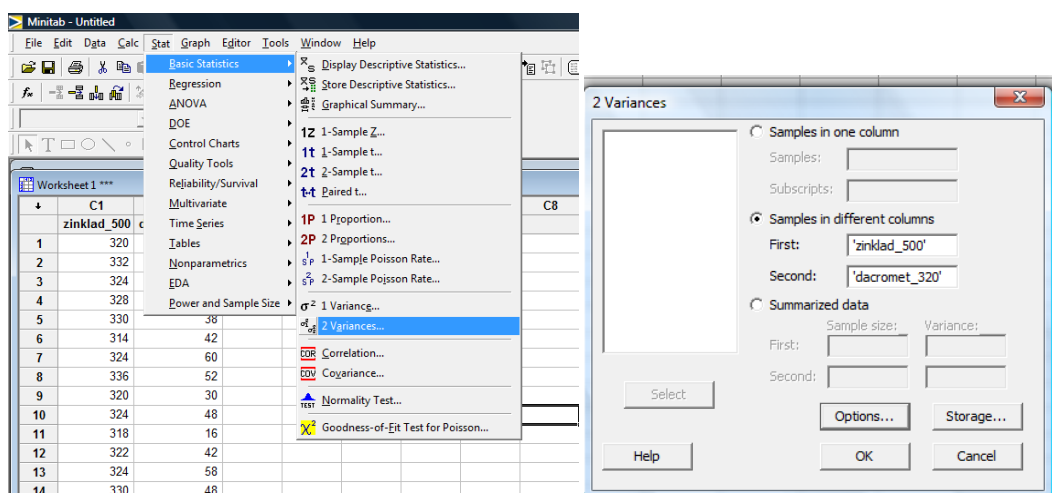 Minitab - Untitled
File Edit Data Calc Stat Graph Editor Tools Window Help
Basic Statistics
Regression
ANOVA
DOE
Control Charts
Quality Tools
Reliability/Survival
Multivariate
Time Series
Tables
Nonparametrics
EDA
Power and Sample Size
Display Descriptive Statistics...
Store Descriptive Statistics...
Graphical Summary...
1Z 1-Sample Z...
1t 1-Sample t...
2t 2-Sample t...
t-t Paired t...
1P 1 Proportion...
2P 2 Proportions...
1-Sample Poisson Rate...
2-Sample Poisson Rate...
σ² 1 Variance...
2 Variances...
COR Correlation...
COV Covariance...
TEST Normality Test...
χ² Goodness-of-Fit Test for Poisson...
Worksheet 1 ***
C1 C8
zinklad_500
1 320
2 332
3 324
4 328
5 330 38
6 314 42
7 324 60
8 336 52
9 320 30
10 324 48
11 318 16
12 322 42
13 324 58
14 330 48
2 Variances
Samples in one column
Samples:
Subscripts:
Samples in different columns
First: 'zinklad_500'
Second: 'dacromet_320'
Summarized data
Sample size: Variance:
First:
Second:
Select
Options... Storage...
Help OK Cancel